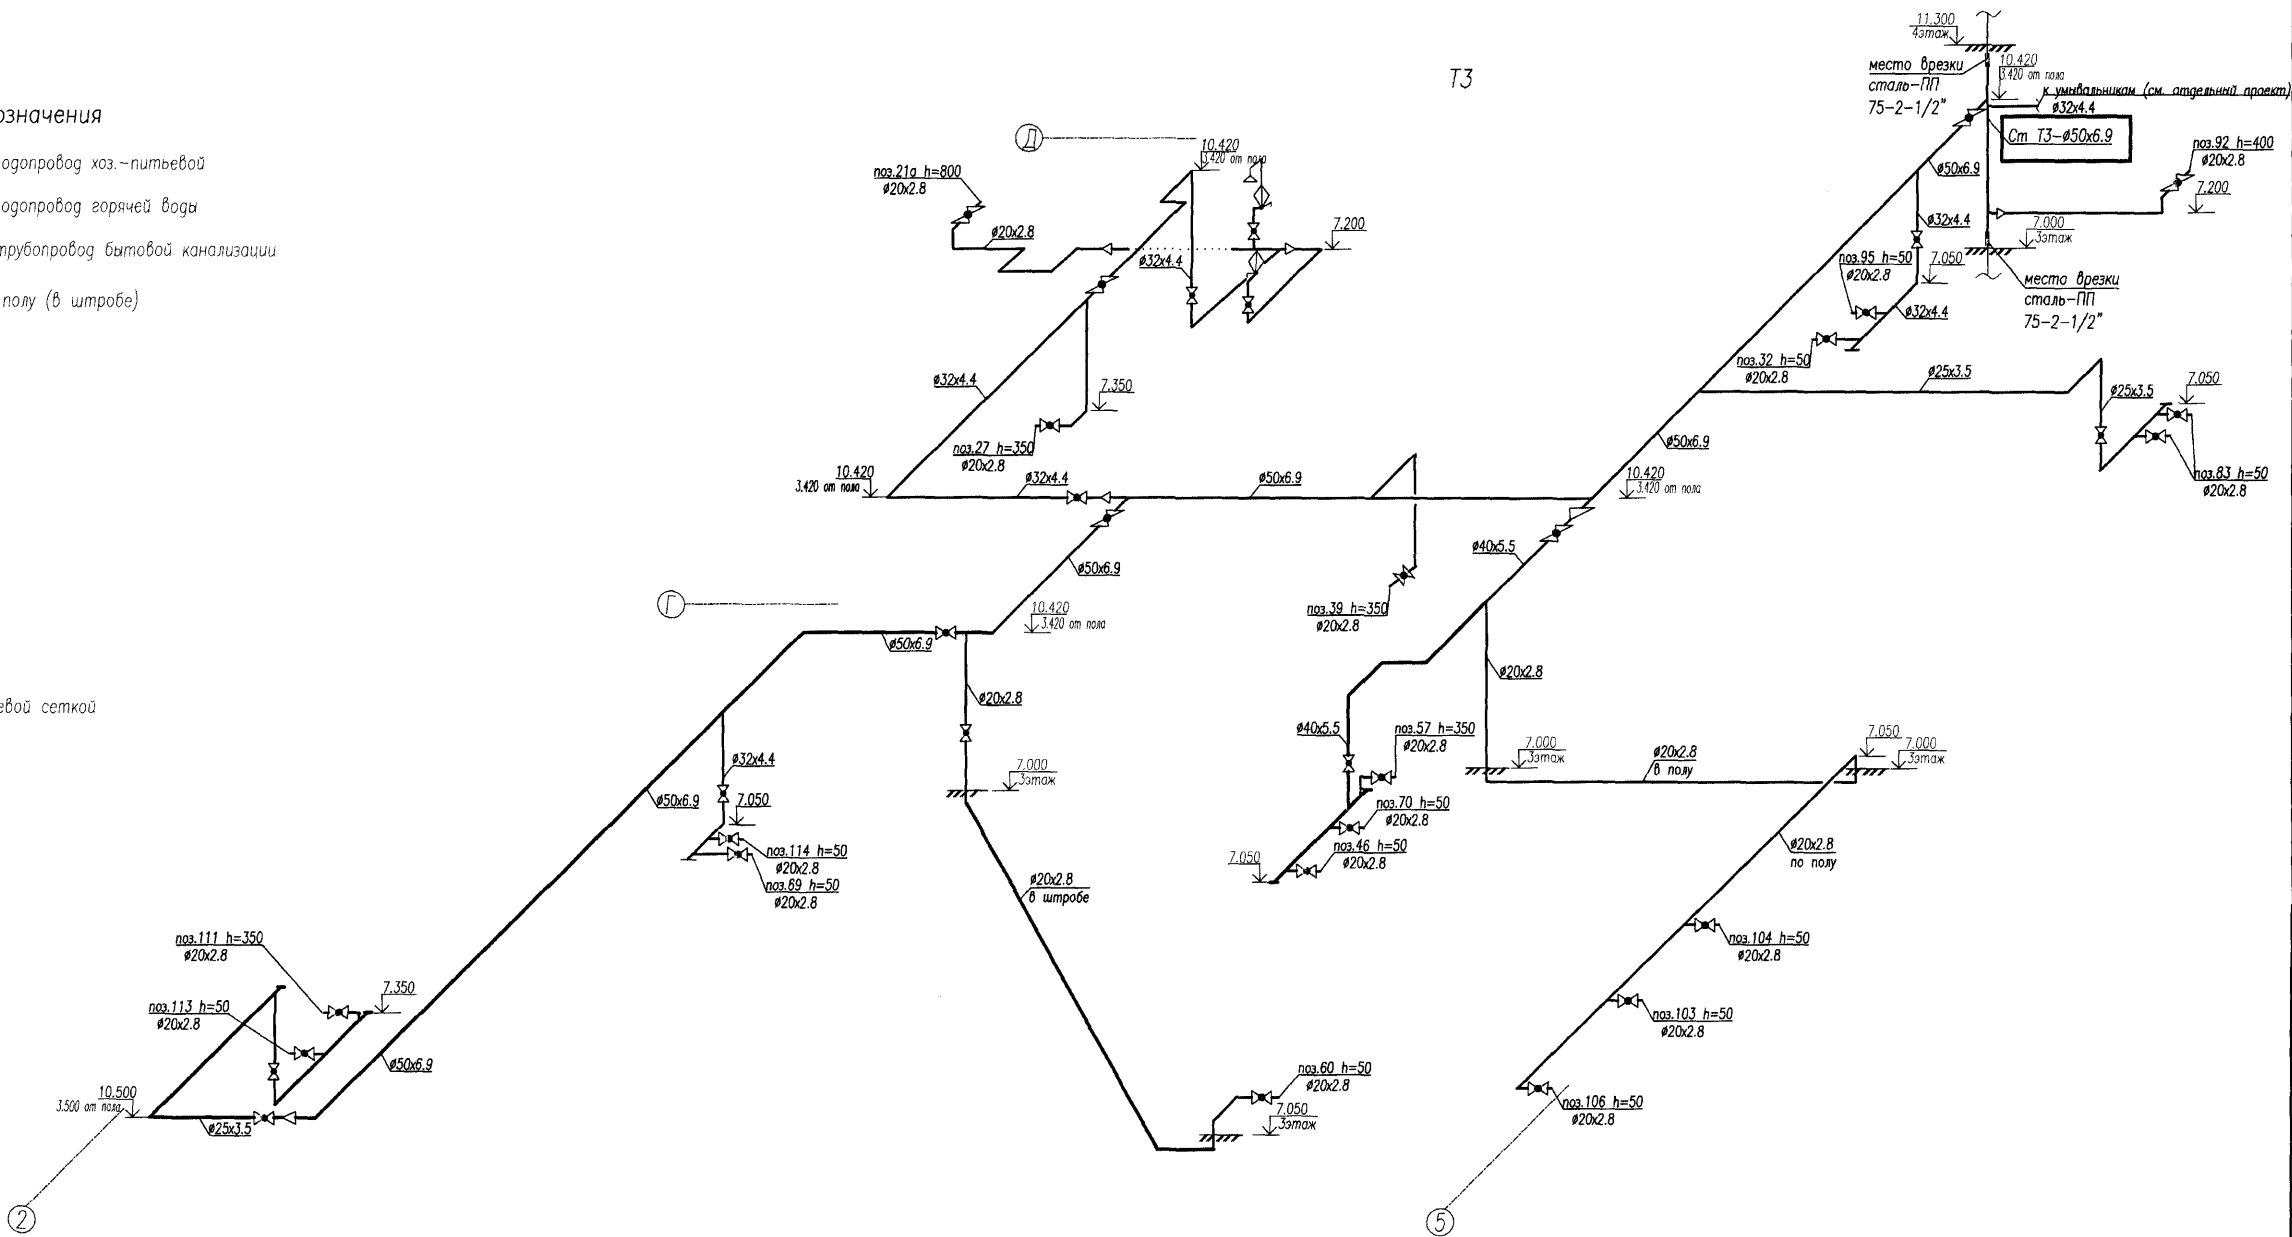 означения
одопровод хоз.-питьевой
одопровод горячей воды
трубопровод бытовой канализации
полу (в штробе)
евой сеткой
Т3
11.300
4этаж
место врезки
сталь-ПП
75-2-1/2"
10.420
3.420 от пола
к умывальникам (см. отдельный проект)
ø32x4.4
Ст Т3-ø50x6.9
поз.92 h=400
ø20x2.8
7.200
ø50x6.9
ø32x4.4
7.000
3этаж
поз.95 h=50
ø20x2.8
7.050
место врезки
сталь-ПП
75-2-1/2"
ø32x4.4
поз.32 h=50
ø20x2.8
ø25x3.5
7.050
ø25x3.5
поз.83 h=50
ø20x2.8
ø50x6.9
10.420
3.420 от пола
Д
10.420
3.420 от пола
поз.21а h=800
ø20x2.8
ø20x2.8
7.200
ø32x4.4
ø32x4.4
7.350
поз.27 h=350
ø20x2.8
10.420
3.420 от пола
ø32x4.4
ø50x6.9
ø50x6.9
ø40x5.5
поз.39 h=350
ø20x2.8
Г
10.420
3.420 от пола
ø50x6.9
ø20x2.8
ø20x2.8
ø40x5.5
поз.57 h=350
ø20x2.8
7.000
3этаж
ø20x2.8
в полу
7.050
7.000
3этаж
ø32x4.4
7.000
3этаж
ø50x6.9
7.050
поз.70 h=50
ø20x2.8
поз.114 h=50
ø20x2.8
поз.69 h=50
ø20x2.8
поз.46 h=50
ø20x2.8
7.050
ø20x2.8
по полу
ø20x2.8
в штробе
поз.111 h=350
ø20x2.8
поз.104 h=50
ø20x2.8
7.350
поз.113 h=50
ø20x2.8
поз.103 h=50
ø20x2.8
ø50x6.9
10.500
3.500 от пола
ø25x3.5
поз.60 h=50
ø20x2.8
7.050
3этаж
поз.106 h=50
ø20x2.8
2
5